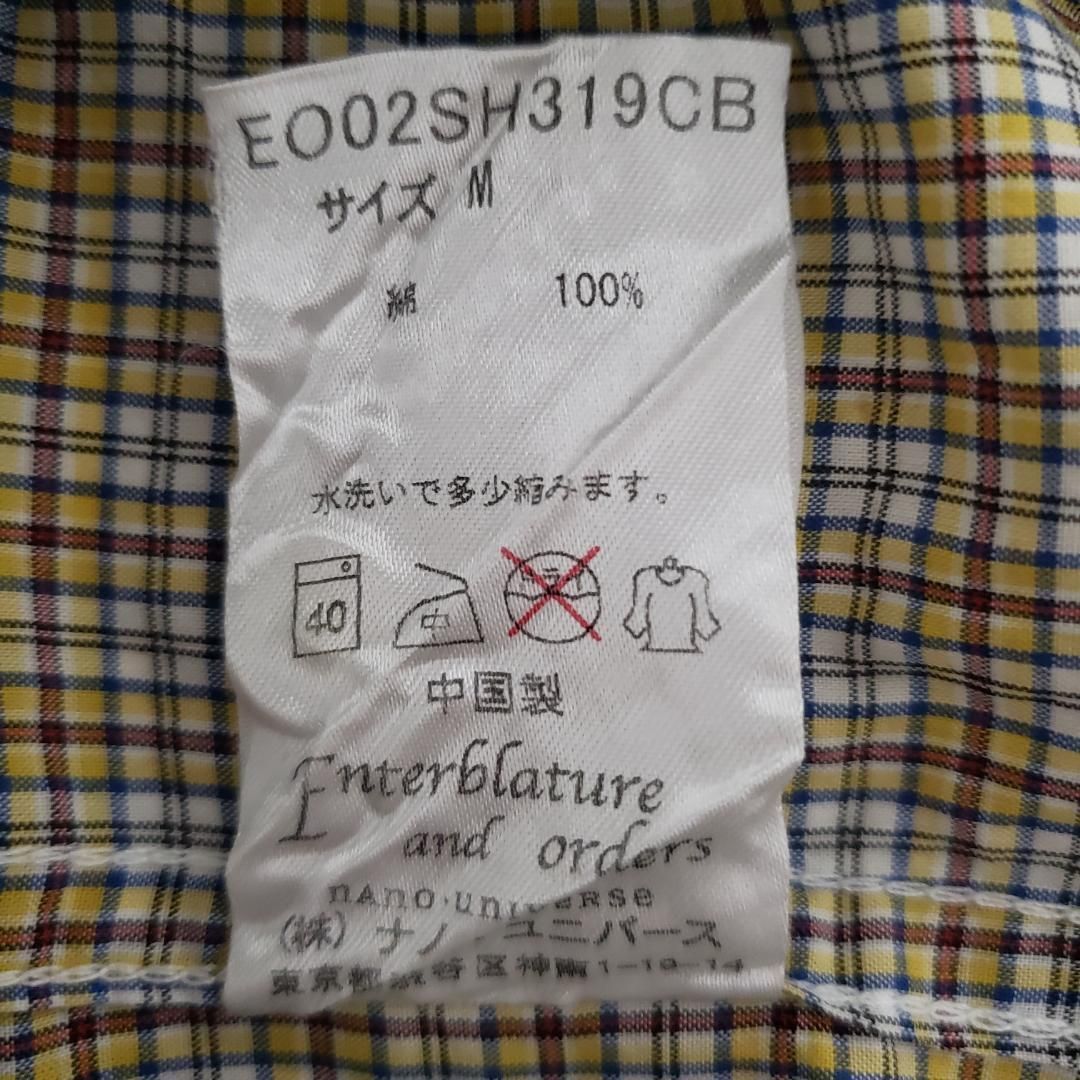 EO02SH319CB
サイズ M
綿 100%
水洗いで多少縮みます。
40 中
中国製
Enterblature
and orders
nano·universe
(株) ナノ・ユニバース
東京都渋谷区神南1-19-14